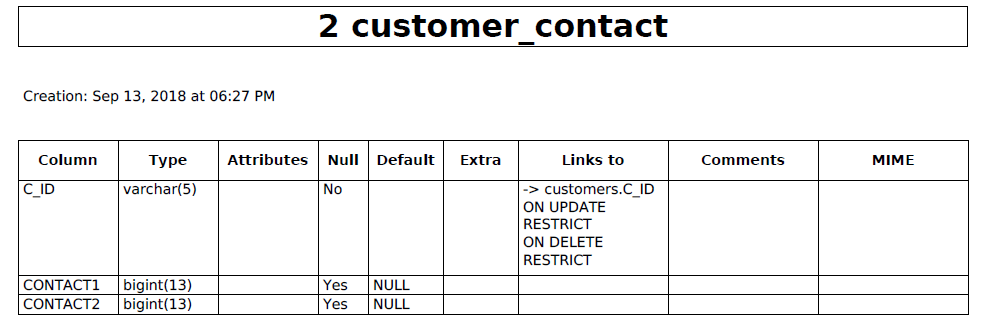 2 customer_contact
Creation: Sep 13, 2018 at 06:27 PM
Column Type Attributes Null Default Extra Links to Comments MIME
C_ID varchar(5) No -> customers.C_ID
ON UPDATE
RESTRICT
ON DELETE
RESTRICT
CONTACT1 bigint(13) Yes NULL
CONTACT2 bigint(13) Yes NULL